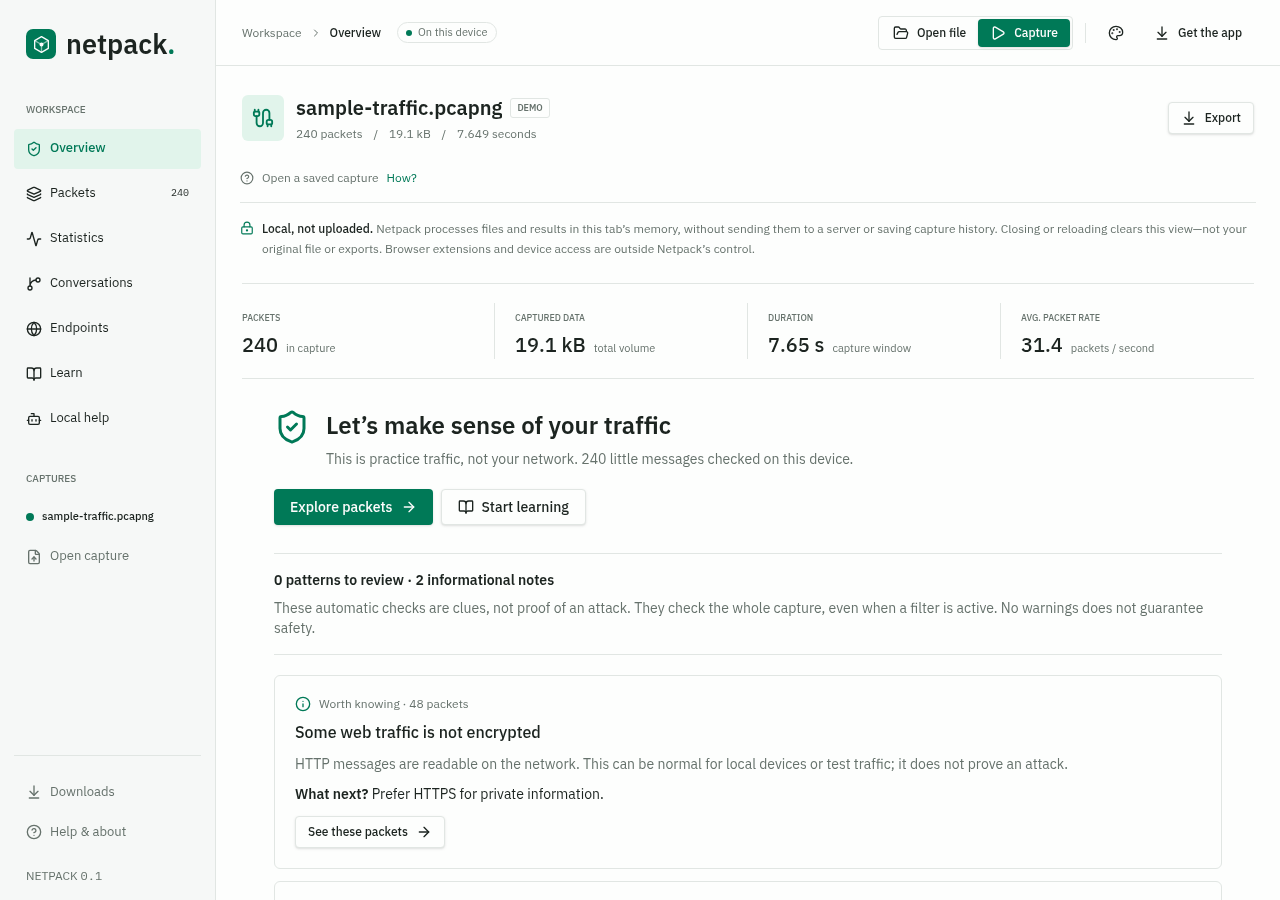 netpack.
WORKSPACE
Overview
Packets 240
Statistics
Conversations
Endpoints
Learn
Local help
CAPTURES
sample-traffic.pcapng
Open capture
Downloads
Help & about
NETPACK 0.1
Workspace > Overview On this device
Open file Capture Get the app
sample-traffic.pcapng DEMO
240 packets / 19.1 kB / 7.649 seconds
Export
Open a saved capture How?
Local, not uploaded. Netpack processes files and results in this tab's memory, without sending them to a server or saving capture history. Closing or reloading clears this view—not your
original file or exports. Browser extensions and device access are outside Netpack's control.
PACKETS
240 in capture
CAPTURED DATA
19.1 kB total volume
DURATION
7.65 s capture window
AVG. PACKET RATE
31.4 packets / second
Let's make sense of your traffic
This is practice traffic, not your network. 240 little messages checked on this device.
Explore packets Start learning
0 patterns to review · 2 informational notes
These automatic checks are clues, not proof of an attack. They check the whole capture, even when a filter is active. No warnings does not guarantee
safety.
Worth knowing · 48 packets
Some web traffic is not encrypted
HTTP messages are readable on the network. This can be normal for local devices or test traffic; it does not prove an attack.
What next? Prefer HTTPS for private information.
See these packets